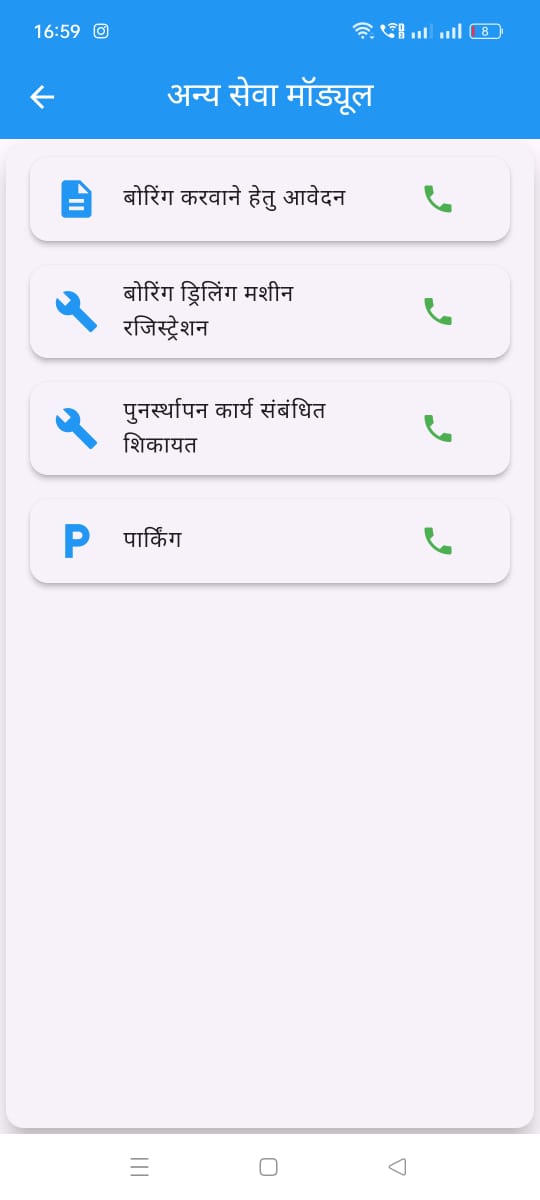 16:59
8
अन्य सेवा मॉड्यूल
बोरिंग करवाने हेतु आवेदन
बोरिंग ड्रिलिंग मशीन
रजिस्ट्रेशन
पुनर्स्थापन कार्य संबंधित
शिकायत
P पार्किंग